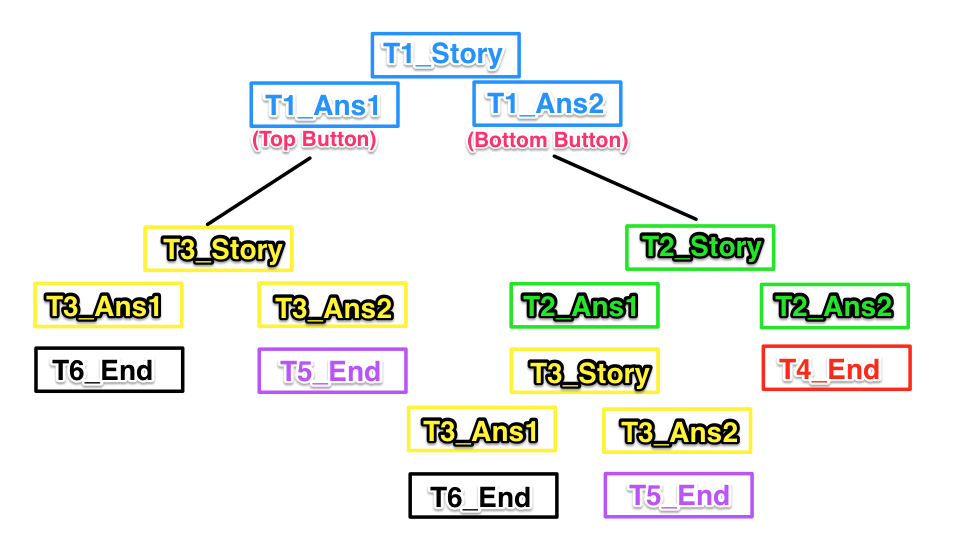 T1_Story
T1_Ans1 T1_Ans2
(Top Button) (Bottom Button)
T3_Story T2_Story
T3_Ans1 T3_Ans2 T2_Ans1 T2_Ans2
T6_End T5_End T3_Story T4_End
T3_Ans1 T3_Ans2
T6_End T5_End